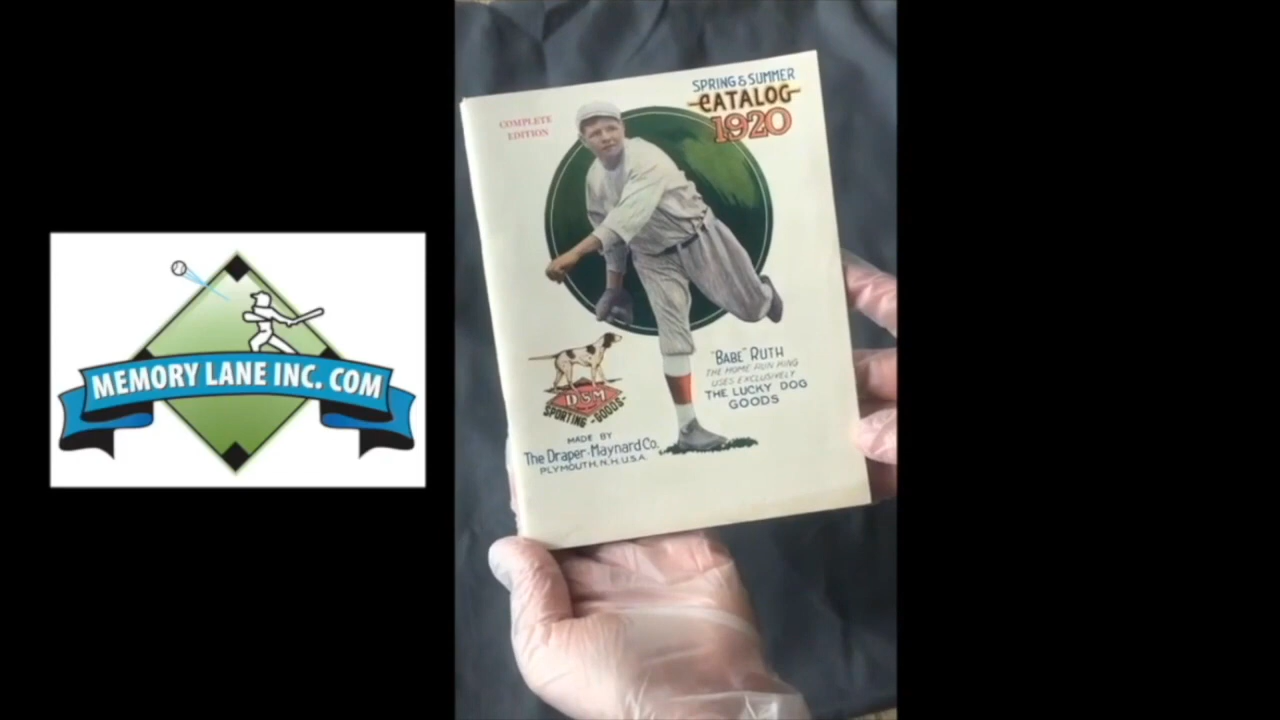 MEMORY LANE INC. COM
SPRING & SUMMER
CATALOG
1920
COMPLETE
EDITION
"BABE" RUTH
THE HOME RUN KING
USES EXCLUSIVELY
THE LUCKY DOG
GOODS
D&M
SPORTING-GOODS-
MADE BY
The Draper-Maynard Co.
PLYMOUTH, N.H. U.S.A.